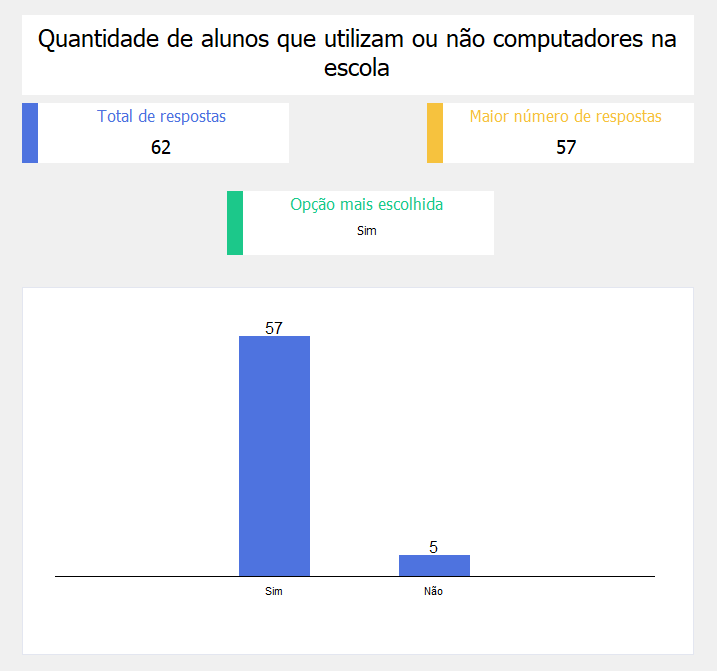 Quantidade de alunos que utilizam ou não computadores na
escola
Total de respostas
62
Maior número de respostas
57
Opção mais escolhida
Sim
57
5
Sim
Não